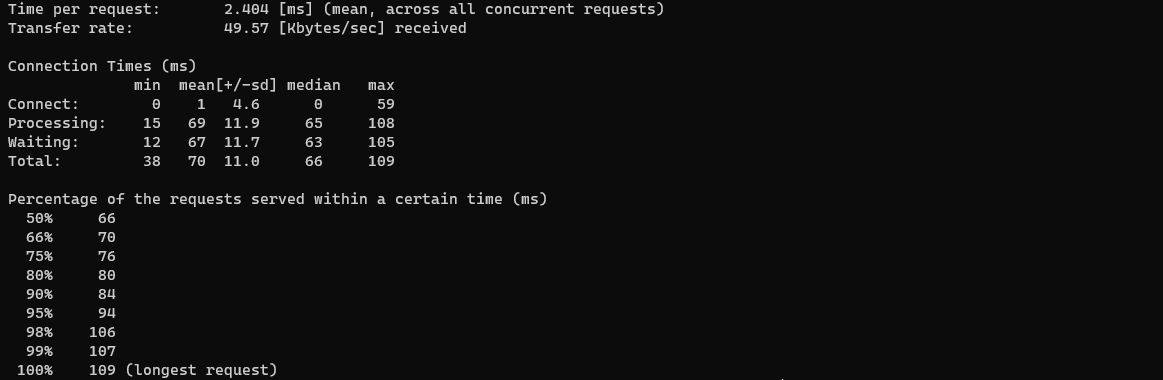 Time per request:       2.404 [ms] (mean, across all concurrent requests)
Transfer rate:          49.57 [Kbytes/sec] received

Connection Times (ms)
              min  mean[+/-sd] median   max
Connect:        0    1   4.6      0      59
Processing:    15   69  11.9     65     108
Waiting:       12   67  11.7     63     105
Total:         38   70  11.0     66     109

Percentage of the requests served within a certain time (ms)
  50%     66
  66%     70
  75%     76
  80%     80
  90%     84
  95%     94
  98%    106
  99%    107
 100%    109 (longest request)